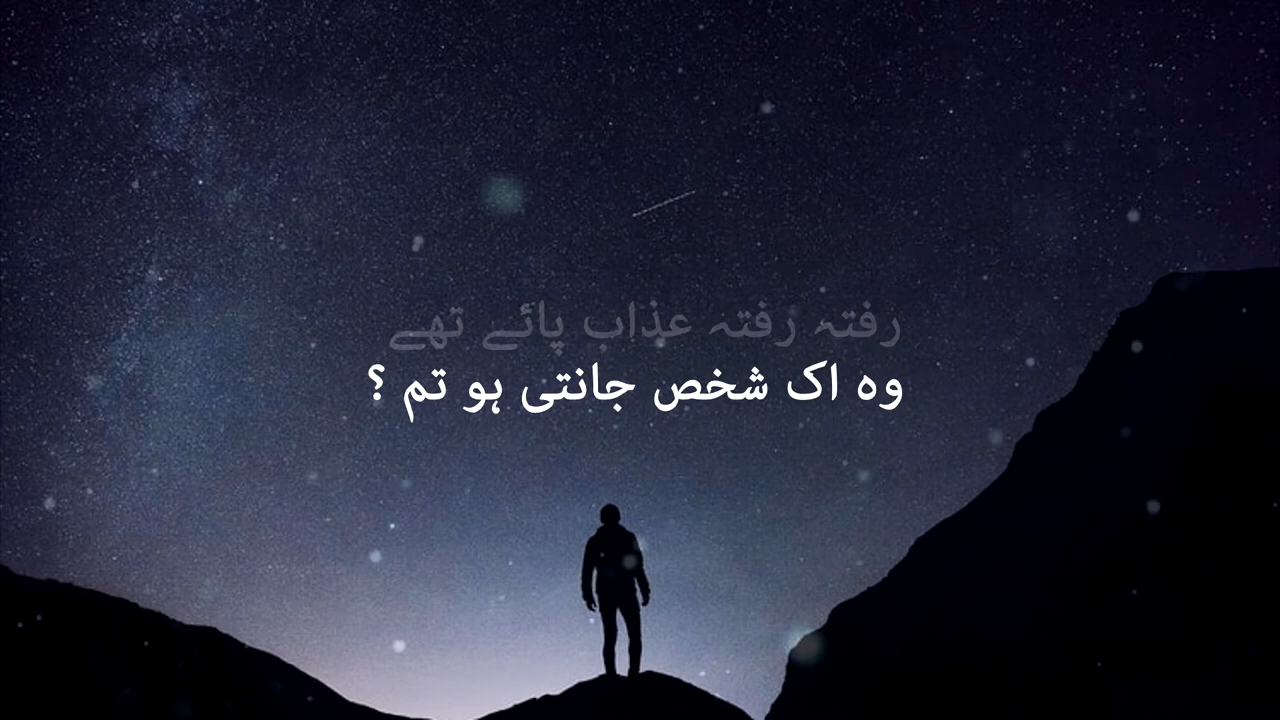 رفتہ رفتہ عذاب پائے تھے
وہ اک شخص جانتی ہو تم ؟